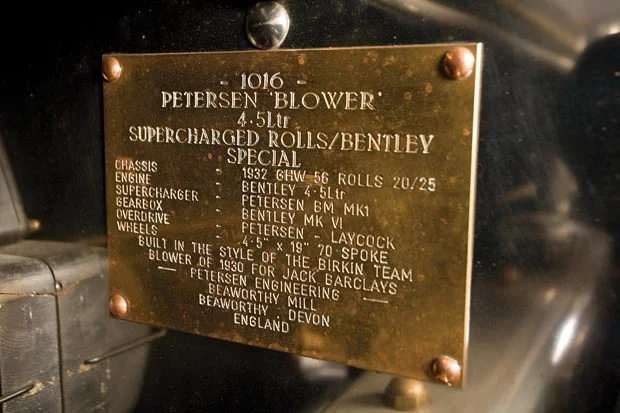 - 1016 -
PETERSEN 'BLOWER'
4·5Ltr
SUPERCHARGED ROLLS/BENTLEY
SPECIAL
CHASSIS - 1932 GHW 56 ROLLS 20/25
ENGINE - BENTLEY 4·5Ltr
SUPERCHARGER - PETERSEN BM MK1
GEARBOX - BENTLEY MK VI
OVERDRIVE - PETERSEN - LAYCOCK
WHEELS - 4·5" x 19" 70 SPOKE
BUILT IN THE STYLE OF THE BIRKIN TEAM
BLOWER OF 1930 FOR JACK BARCLAYS
— PETERSEN ENGINEERING —
BEAWORTHY MILL
BEAWORTHY, DEVON
ENGLAND